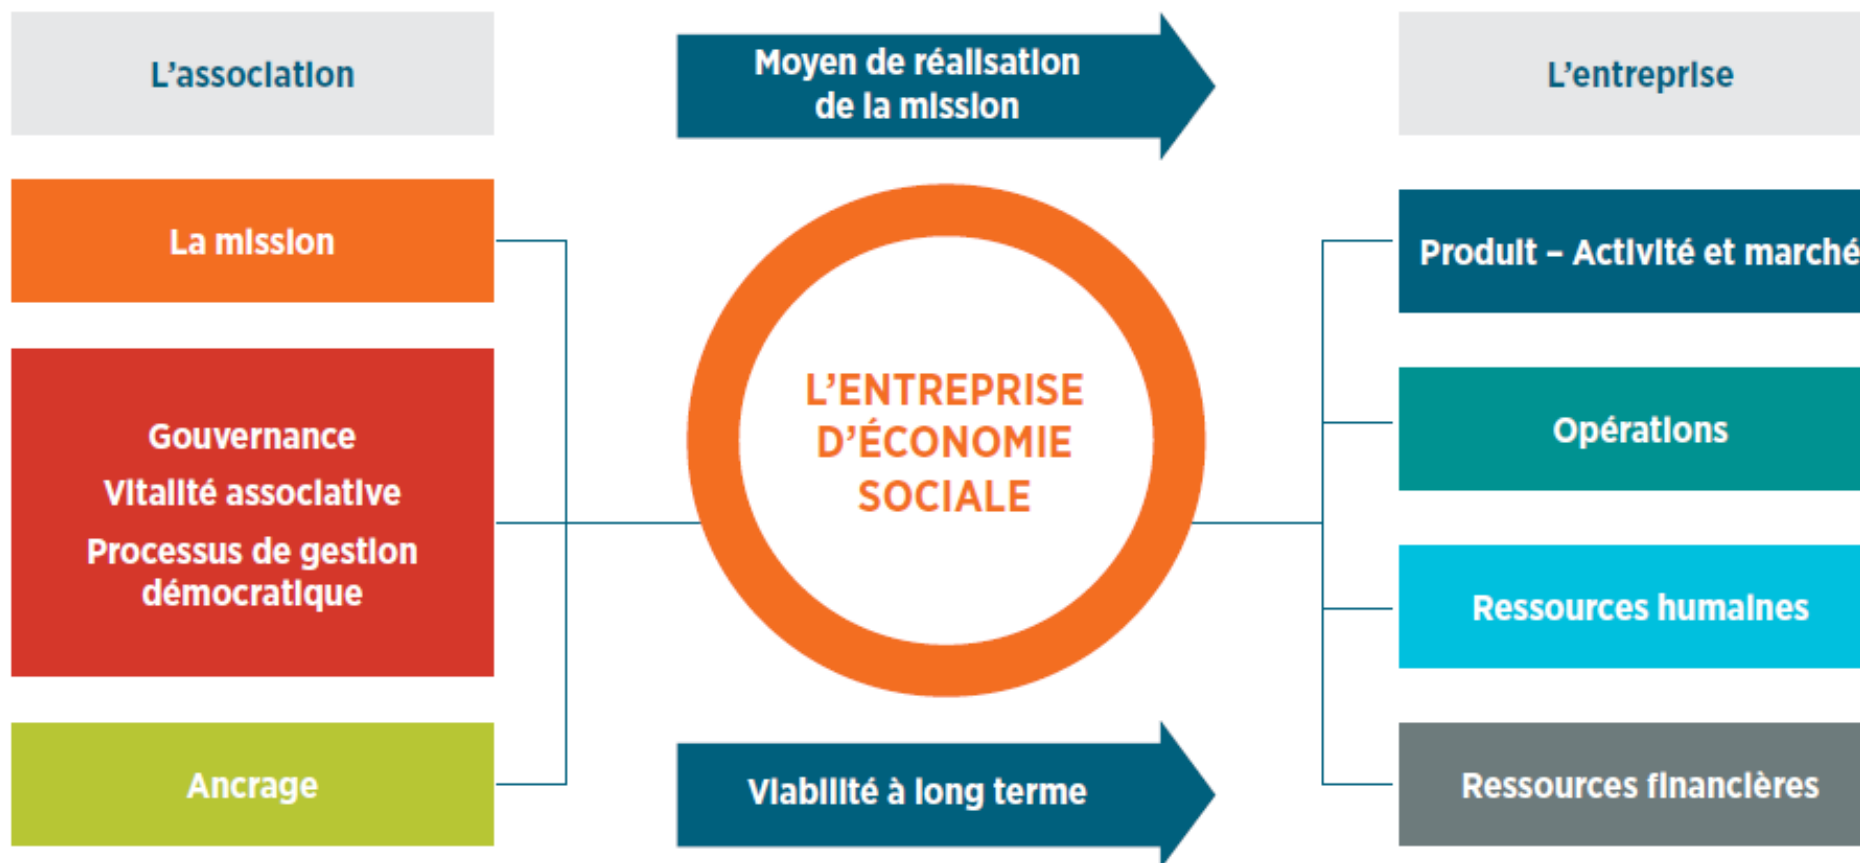 L'association
Moyen de réalisation
de la mission
L'entreprise
La mission
Gouvernance
Vitalité associative
Processus de gestion
démocratique
Ancrage
L'ENTREPRISE
D'ÉCONOMIE
SOCIALE
Viabilité à long terme
Produit – Activité et marché
Opérations
Ressources humaines
Ressources financières